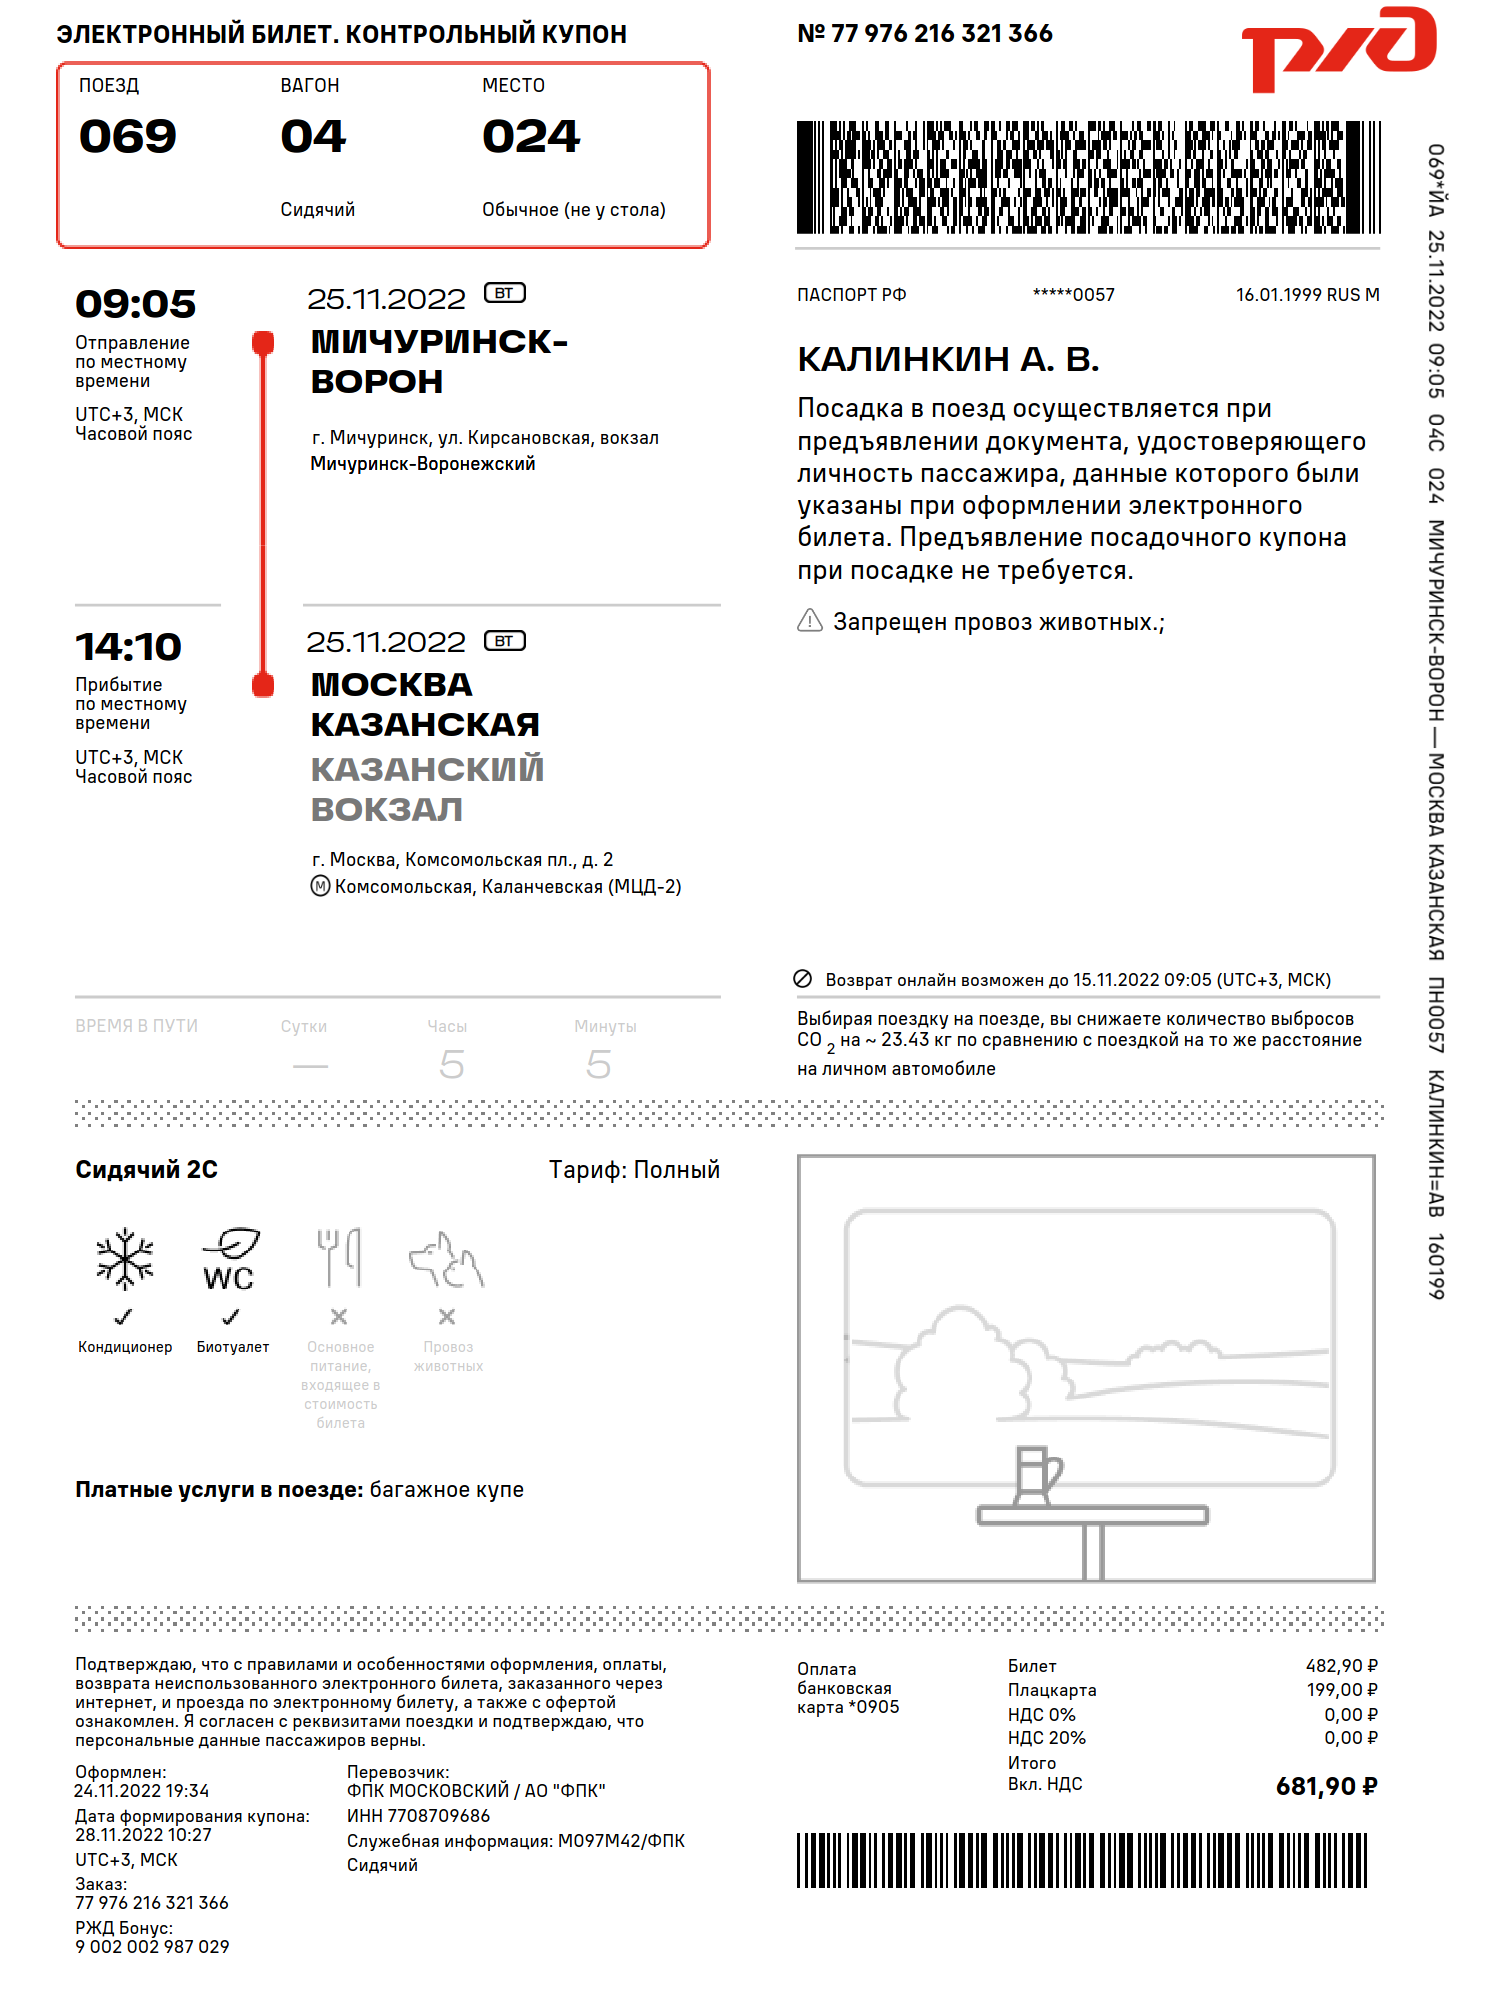 ЭЛЕКТРОННЫЙ БИЛЕТ. КОНТРОЛЬНЫЙ КУПОН
№ 77 976 216 321 366
ПОЕЗД ВАГОН МЕСТО
069 04 024
Сидячий Обычное (не у стола)
09:05
Отправление
по местному
времени
UTC+3, МСК
Часовой пояс
25.11.2022 ВТ
МИЧУРИНСК-
ВОРОН
г. Мичуринск, ул. Кирсановская, вокзал
Мичуринск-Воронежский
14:10
Прибытие
по местному
времени
UTC+3, МСК
Часовой пояс
25.11.2022 ВТ
МОСКВА
КАЗАНСКАЯ
КАЗАНСКИЙ
ВОКЗАЛ
г. Москва, Комсомольская пл., д. 2
М Комсомольская, Каланчевская (МЦД-2)
ВРЕМЯ В ПУТИ Сутки Часы Минуты
— 5 5
ПАСПОРТ РФ *****0057 16.01.1999 RUS М
КАЛИНКИН А. В.
Посадка в поезд осуществляется при
предъявлении документа, удостоверяющего
личность пассажира, данные которого были
указаны при оформлении электронного
билета. Предъявление посадочного купона
при посадке не требуется.
Запрещен провоз животных.;
Возврат онлайн возможен до 15.11.2022 09:05 (UTC+3, МСК)
Выбирая поездку на поезде, вы снижаете количество выбросов
CO 2 на ~ 23.43 кг по сравнению с поездкой на то же расстояние
на личном автомобиле
069*ЙА 25.11.2022 09:05 04С 024 МИЧУРИНСК-ВОРОН — МОСКВА КАЗАНСКАЯ ПН0057 КАЛИНКИН=АВ 160199
Сидячий 2С Тариф: Полный
WC
Кондиционер
Биотуалет
Основное
питание,
входящее в
стоимость
билета
Провоз
животных
Платные услуги в поезде: багажное купе
Подтверждаю, что с правилами и особенностями оформления, оплаты,
возврата неиспользованного электронного билета, заказанного через
интернет, и проезда по электронному билету, а также с офертой
ознакомлен. Я согласен с реквизитами поездки и подтверждаю, что
персональные данные пассажиров верны.
Оформлен:
24.11.2022 19:34
Дата формирования купона:
28.11.2022 10:27
UTC+3, МСК
Заказ:
77 976 216 321 366
РЖД Бонус:
9 002 002 987 029
Перевозчик:
ФПК МОСКОВСКИЙ / АО "ФПК"
ИНН 7708709686
Служебная информация: М097М42/ФПК
Сидячий
Оплата
банковская
карта *0905
Билет 482,90 ₽
Плацкарта 199,00 ₽
НДС 0% 0,00 ₽
НДС 20% 0,00 ₽
Итого
Вкл. НДС 681,90 ₽